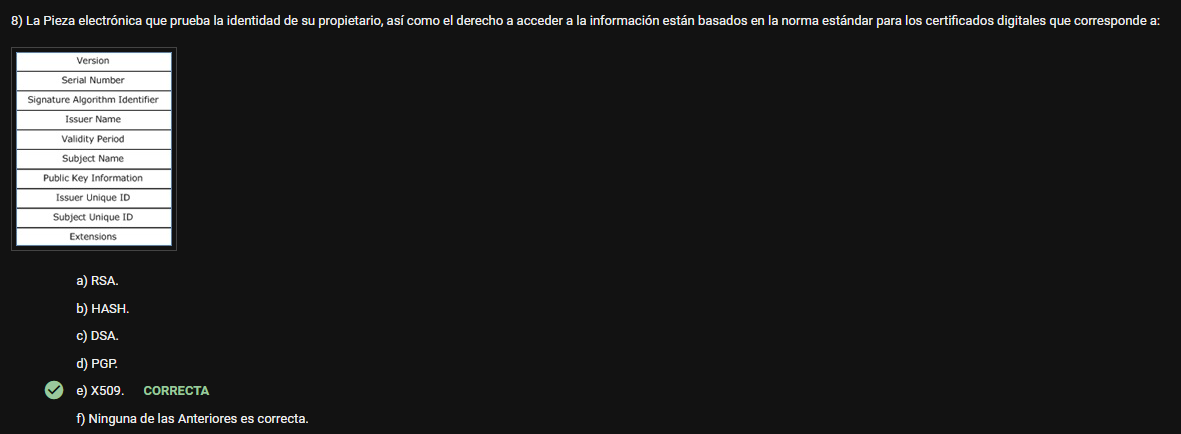 8) La Pieza electrónica que prueba la identidad de su propietario, así como el derecho a acceder a la información están basados en la norma estándar para los certificados digitales que corresponde a:
Version
Serial Number
Signature Algorithm Identifier
Issuer Name
Validity Period
Subject Name
Public Key Information
Issuer Unique ID
Subject Unique ID
Extensions
a) RSA.
b) HASH.
c) DSA.
d) PGP.
e) X509. CORRECTA
f) Ninguna de las Anteriores es correcta.